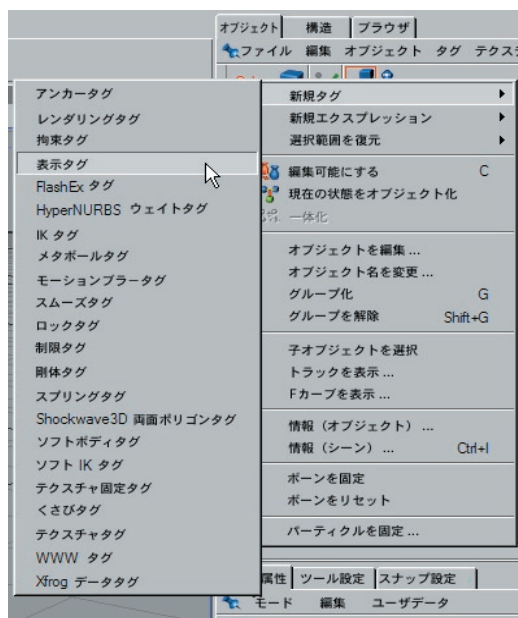 オブジェクト 構造 ブラウザ
ファイル 編集 オブジェクト タグ
アンカータグ
レンダリングタグ
拘束タグ
表示タグ
FlashEx タグ
HyperNURBS ウェイトタグ
IK タグ
メタボールタグ
モーションブラータグ
スムーズタグ
ロックタグ
制限タグ
剛体タグ
スプリングタグ
Shockwave3D 両面ポリゴンタグ
ソフトボディタグ
ソフト IK タグ
テクスチャ固定タグ
くさびタグ
テクスチャタグ
WWW タグ
Xfrog データタグ
新規タグ
新規エクスプレッション
選択範囲を復元
編集可能にする C
現在の状態をオブジェクト化
一体化
オブジェクトを編集 ...
オブジェクト名を変更 ...
グループ化 G
グループを解除 Shift+G
子オブジェクトを選択
トラックを表示 ...
Fカーブを表示 ...
情報（オブジェクト） ...
情報（シーン） ... Ctrl+I
ボーンを固定
ボーンをリセット
パーティクルを固定 ...
属性 ツール設定 スナップ設定
モード 編集 ユーザデータ